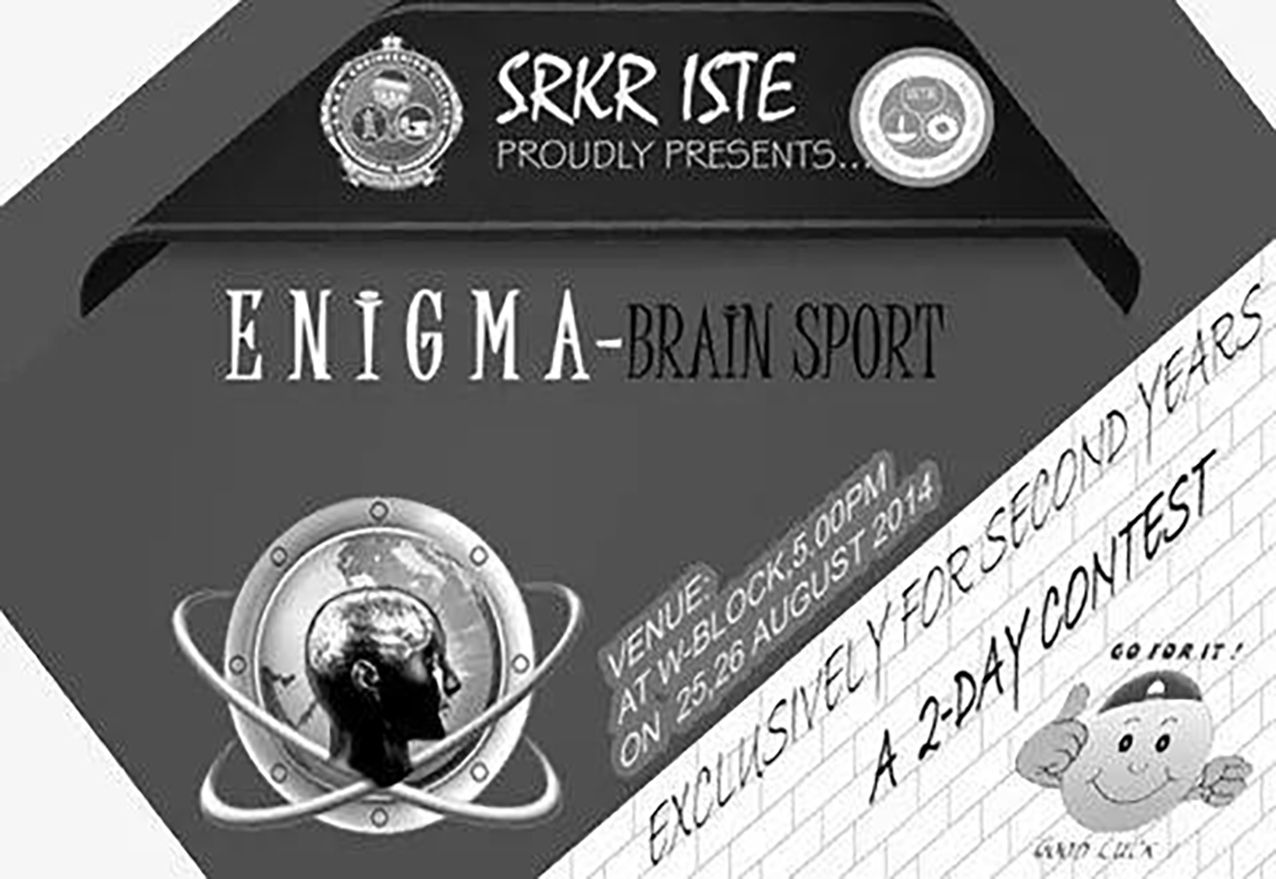 SRKR ISTE
PROUDLY PRESENTS...
ENIGMA-BRAIN SPORT
VENUE:
AT W-BLOCK,5.00PM
ON 25,26 AUGUST 2014
EXCLUSIVELY FOR SECOND YEARS
A 2-DAY CONTEST
GO FOR IT !
GOOD LUCK